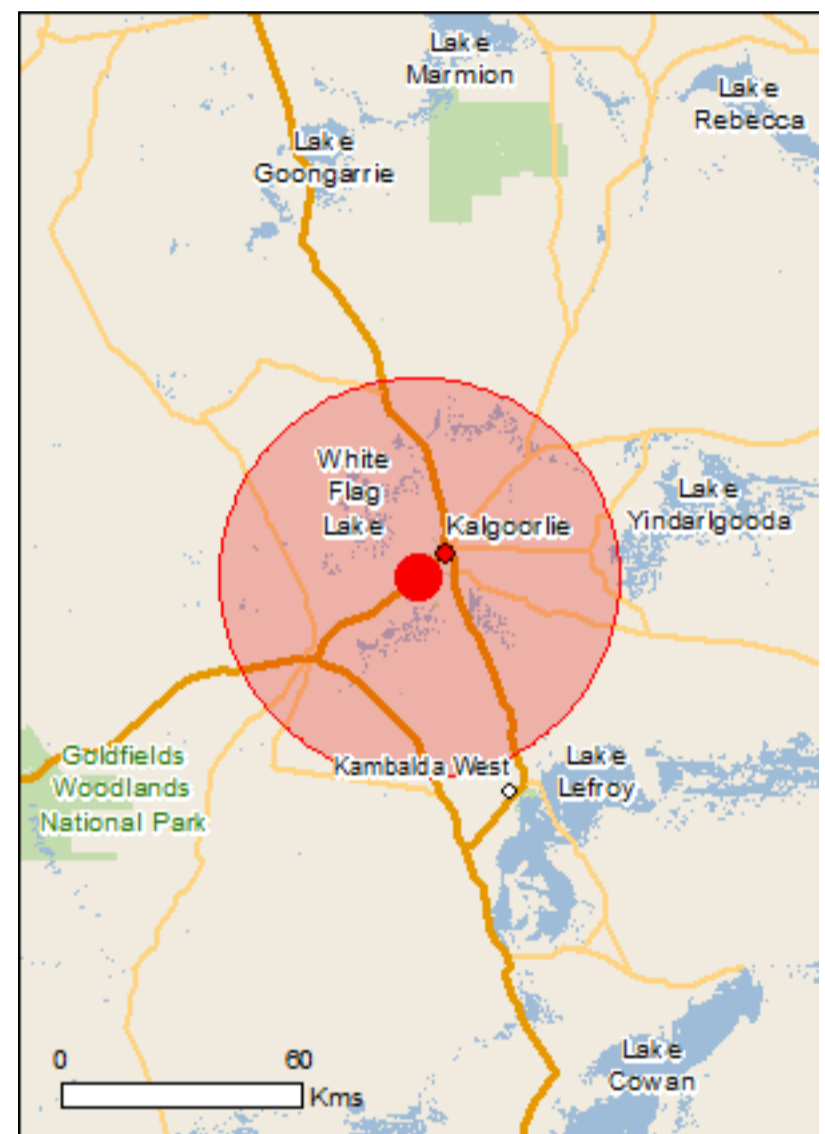 Lake
Marmion
Lake
Rebecca
Lake
Goongarrie
White
Flag
Lake
Kalgoorlie
Lake
Yindarlgooda
Goldfields
Woodlands
National Park
Kambalda West
Lake
Lefroy
0 60
Kms
Lake
Cowan